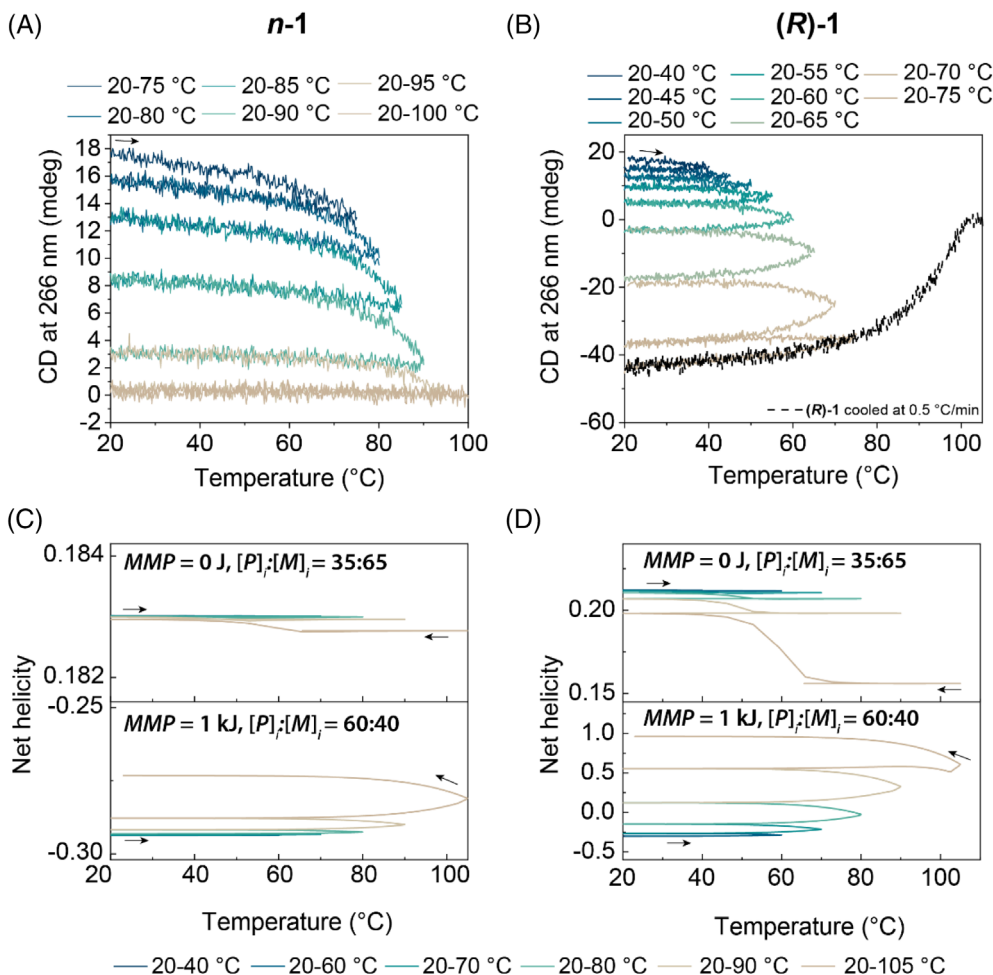 (A)
n-1
20-75 °C 20-85 °C 20-95 °C
20-80 °C 20-90 °C 20-100 °C
CD at 266 nm (mdeg)
18
16
14
12
10
8
6
4
2
0
-2
20 40 60 80 100
Temperature (°C)
(B)
(R)-1
20-40 °C 20-55 °C 20-70 °C
20-45 °C 20-60 °C 20-75 °C
20-50 °C 20-65 °C
CD at 266 nm (mdeg)
20
0
-20
-40
-60
(R)-1 cooled at 0.5 °C/min
20 40 60 80 100
Temperature (°C)
(C)
Net helicity
0.184
MMP = 0 J, [P]i:[M]i = 35:65
0.182
-0.25
MMP = 1 kJ, [P]i:[M]i = 60:40
-0.30
20 40 60 80 100
Temperature (°C)
(D)
Net helicity
MMP = 0 J, [P]i:[M]i = 35:65
0.20
0.15
MMP = 1 kJ, [P]i:[M]i = 60:40
1.0
0.5
0.0
-0.5
20 40 60 80 100
Temperature (°C)
20-40 °C 20-60 °C 20-70 °C 20-80 °C 20-90 °C 20-105 °C